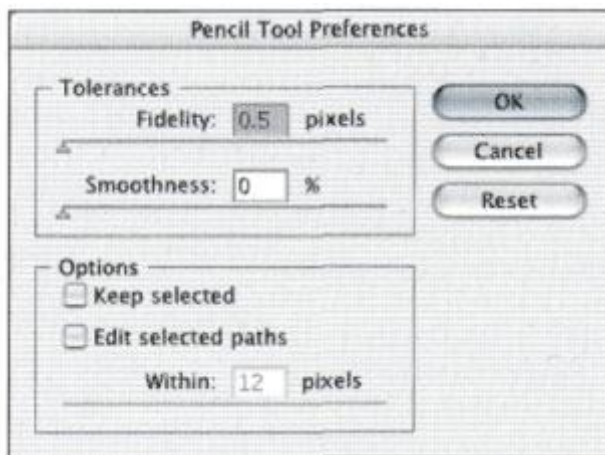 Pencil Tool Preferences
Tolerances
Fidelity: 0.5 pixels
Smoothness: 0 %
OK
Cancel
Reset
Options
Keep selected
Edit selected paths
Within: 12 pixels